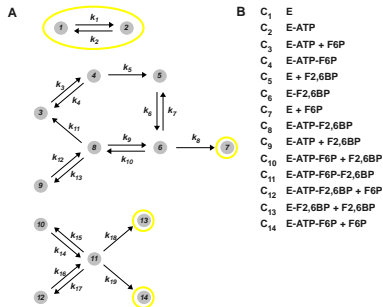 A
B
k1
1
2
k2
k5
4
5
k3
k4
3
k6
k7
k11
k9
k8
8
6
7
k12
k10
k13
9
10
13
k15
k18
k14
11
k16
k19
k17
12
14
C1 E
C2 E-ATP
C3 E-ATP + F6P
C4 E-ATP-F6P
C5 E + F2,6BP
C6 E-F2,6BP
C7 E + F6P
C8 E-ATP-F2,6BP
C9 E-ATP + F2,6BP
C10 E-ATP-F6P + F2,6BP
C11 E-ATP-F6P-F2,6BP
C12 E-ATP-F2,6BP + F6P
C13 E-F2,6BP + F2,6BP
C14 E-ATP-F6P + F6P